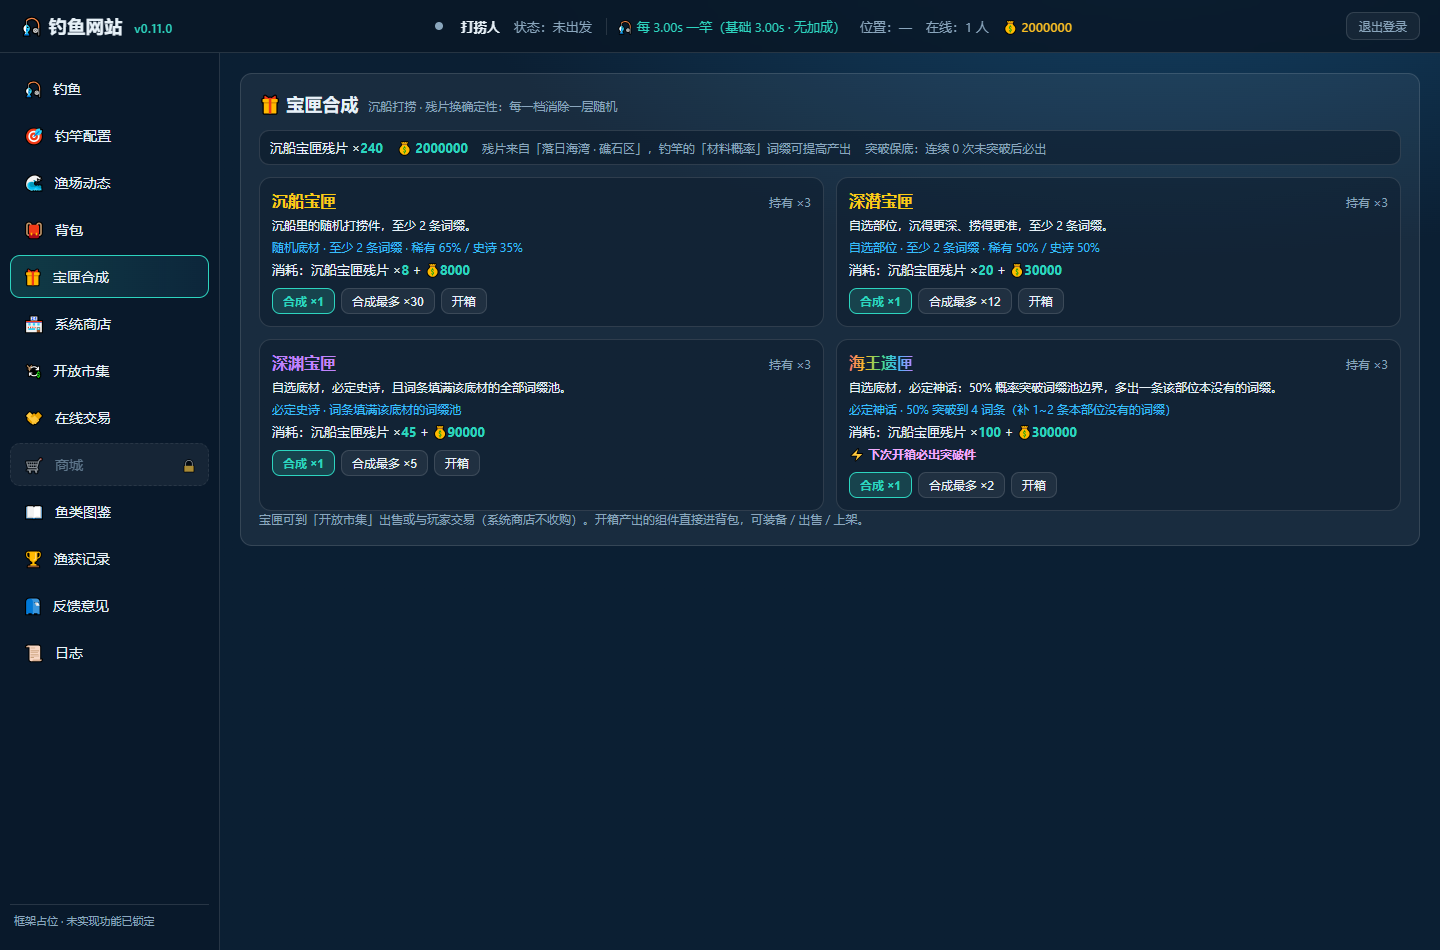 钓鱼网站 v0.11.0
打捞人 状态：未出发 每 3.00s 一竿（基础 3.00s · 无加成） 位置：— 在线：1 人 2000000
退出登录
钓鱼
钓竿配置
渔场动态
背包
宝匣合成
系统商店
开放市集
在线交易
商城
鱼类图鉴
渔获记录
反馈意见
日志
框架占位 · 未实现功能已锁定
宝匣合成 沉船打捞 · 残片换确定性：每一档消除一层随机
沉船宝匣残片 ×240 2000000 残片来自「落日海湾 · 礁石区」，钓竿的「材料概率」词缀可提高产出 突破保底：连续 0 次未突破后必出
沉船宝匣 持有 ×3
沉船里的随机打捞件，至少 2 条词缀。
随机底材 · 至少 2 条词缀 · 稀有 65% / 史诗 35%
消耗：沉船宝匣残片 ×8 + 8000
合成 ×1 合成最多 ×30 开箱
深潜宝匣 持有 ×3
自选部位，沉得更深、捞得更准，至少 2 条词缀。
自选部位 · 至少 2 条词缀 · 稀有 50% / 史诗 50%
消耗：沉船宝匣残片 ×20 + 30000
合成 ×1 合成最多 ×12 开箱
深渊宝匣 持有 ×3
自选底材，必定史诗，且词条填满该底材的全部词缀池。
必定史诗 · 词条填满该底材的词缀池
消耗：沉船宝匣残片 ×45 + 90000
合成 ×1 合成最多 ×5 开箱
海王遗匣 持有 ×3
自选底材，必定神话：50% 概率突破词缀池边界，多出一条该部位本没有的词缀。
必定神话 · 50% 突破到 4 词条（补 1~2 条本部位没有的词缀）
消耗：沉船宝匣残片 ×100 + 300000
⚡ 下次开箱必出突破件
合成 ×1 合成最多 ×2 开箱
宝匣可到「开放市集」出售或与玩家交易（系统商店不收购）。开箱产出的组件直接进背包，可装备 / 出售 / 上架。